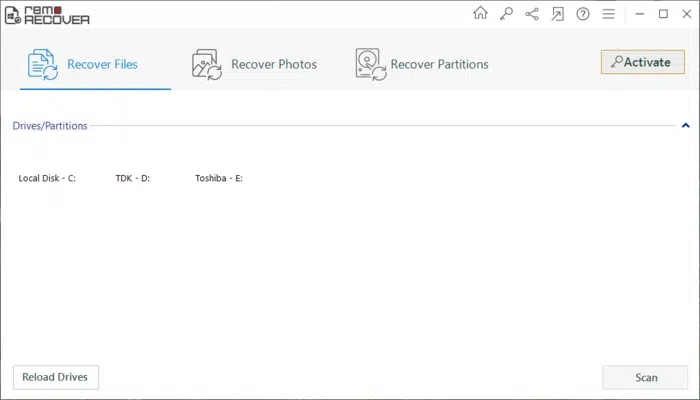 remo
RECOVER
Recover Files
Recover Photos
Recover Partitions
Activate
Drives/Partitions
Local Disk - C:
TDK - D:
Toshiba - E:
Reload Drives
Scan